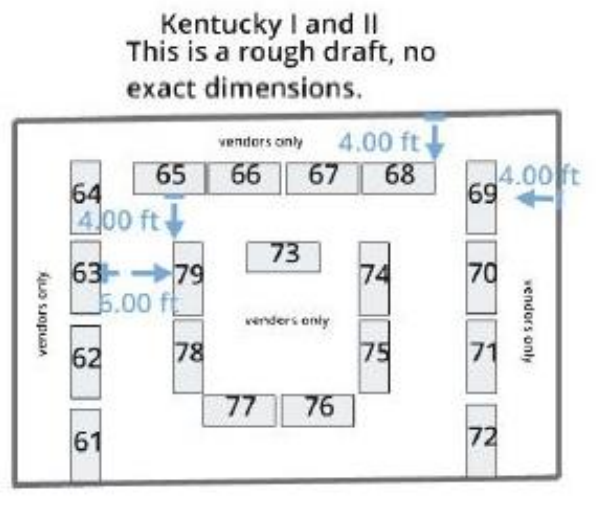 Kentucky I and II
This is a rough draft, no
exact dimensions.
vendors only
4.00 ft
65 66 67 68
64
69
4.00 ft
4.00 ft
73
63
79
74
70
6.00 ft
vendors only
vendors only
vendors only
62
78
75
71
77 76
61
72